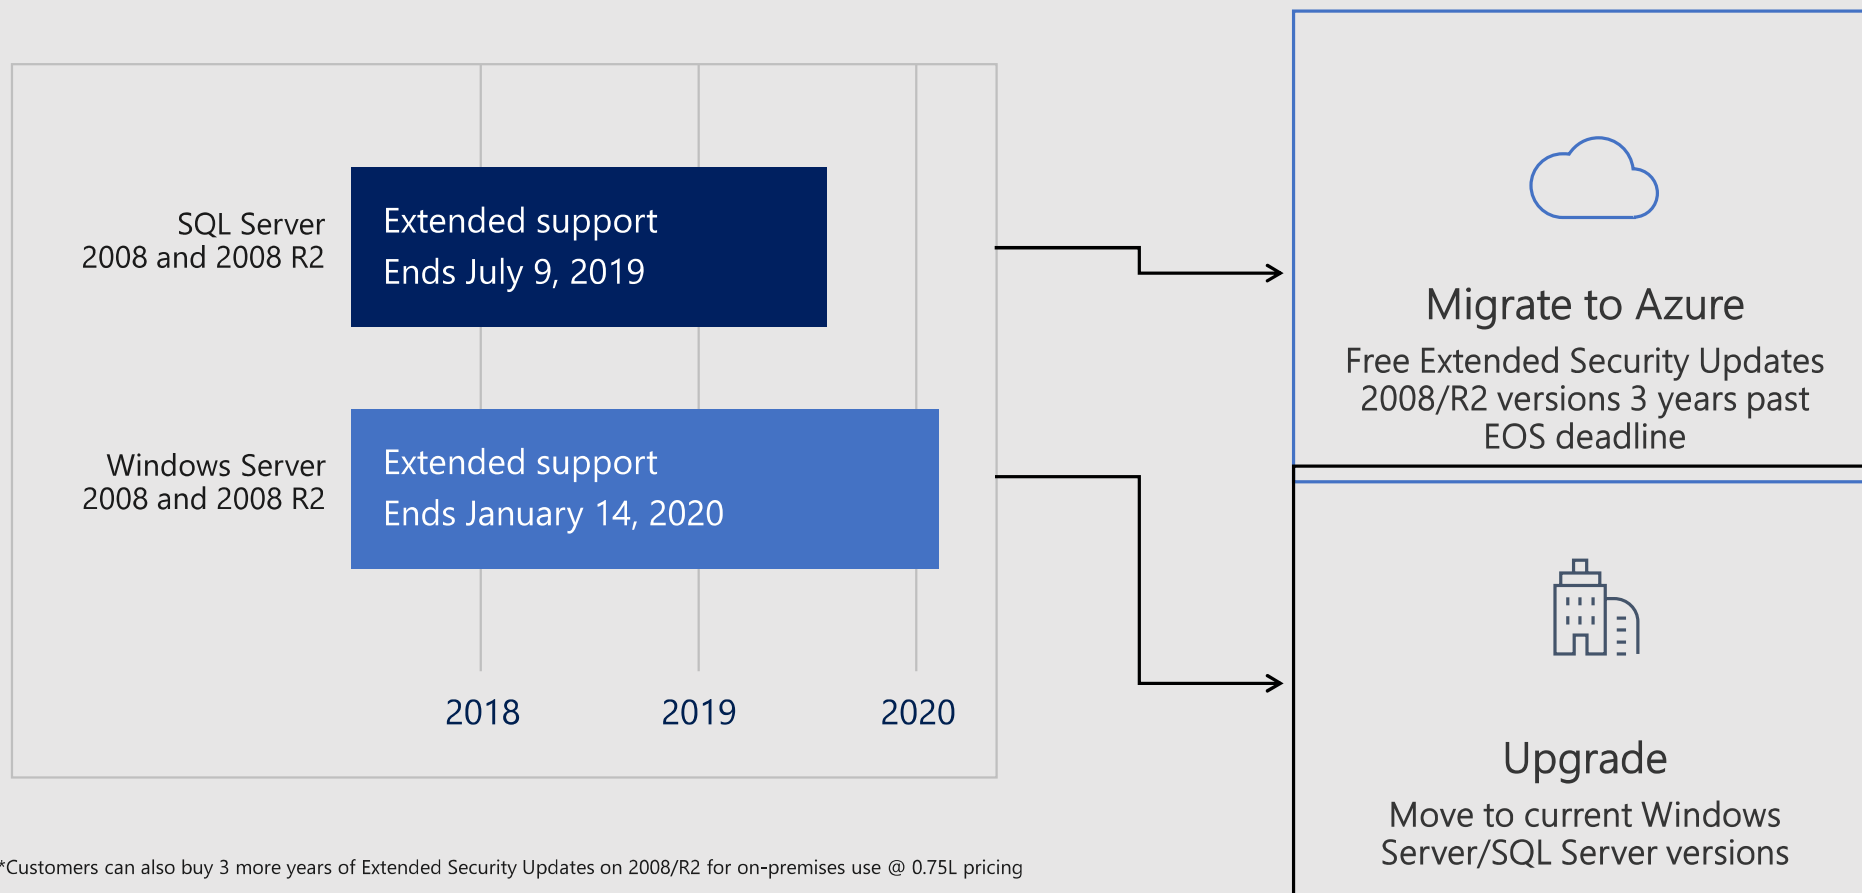 SQL Server
2008 and 2008 R2
Extended support
Ends July 9, 2019
Windows Server
2008 and 2008 R2
Extended support
Ends January 14, 2020
2018
2019
2020
*Customers can also buy 3 more years of Extended Security Updates on 2008/R2 for on-premises use @ 0.75L pricing
Migrate to Azure
Free Extended Security Updates
2008/R2 versions 3 years past
EOS deadline
Upgrade
Move to current Windows
Server/SQL Server versions